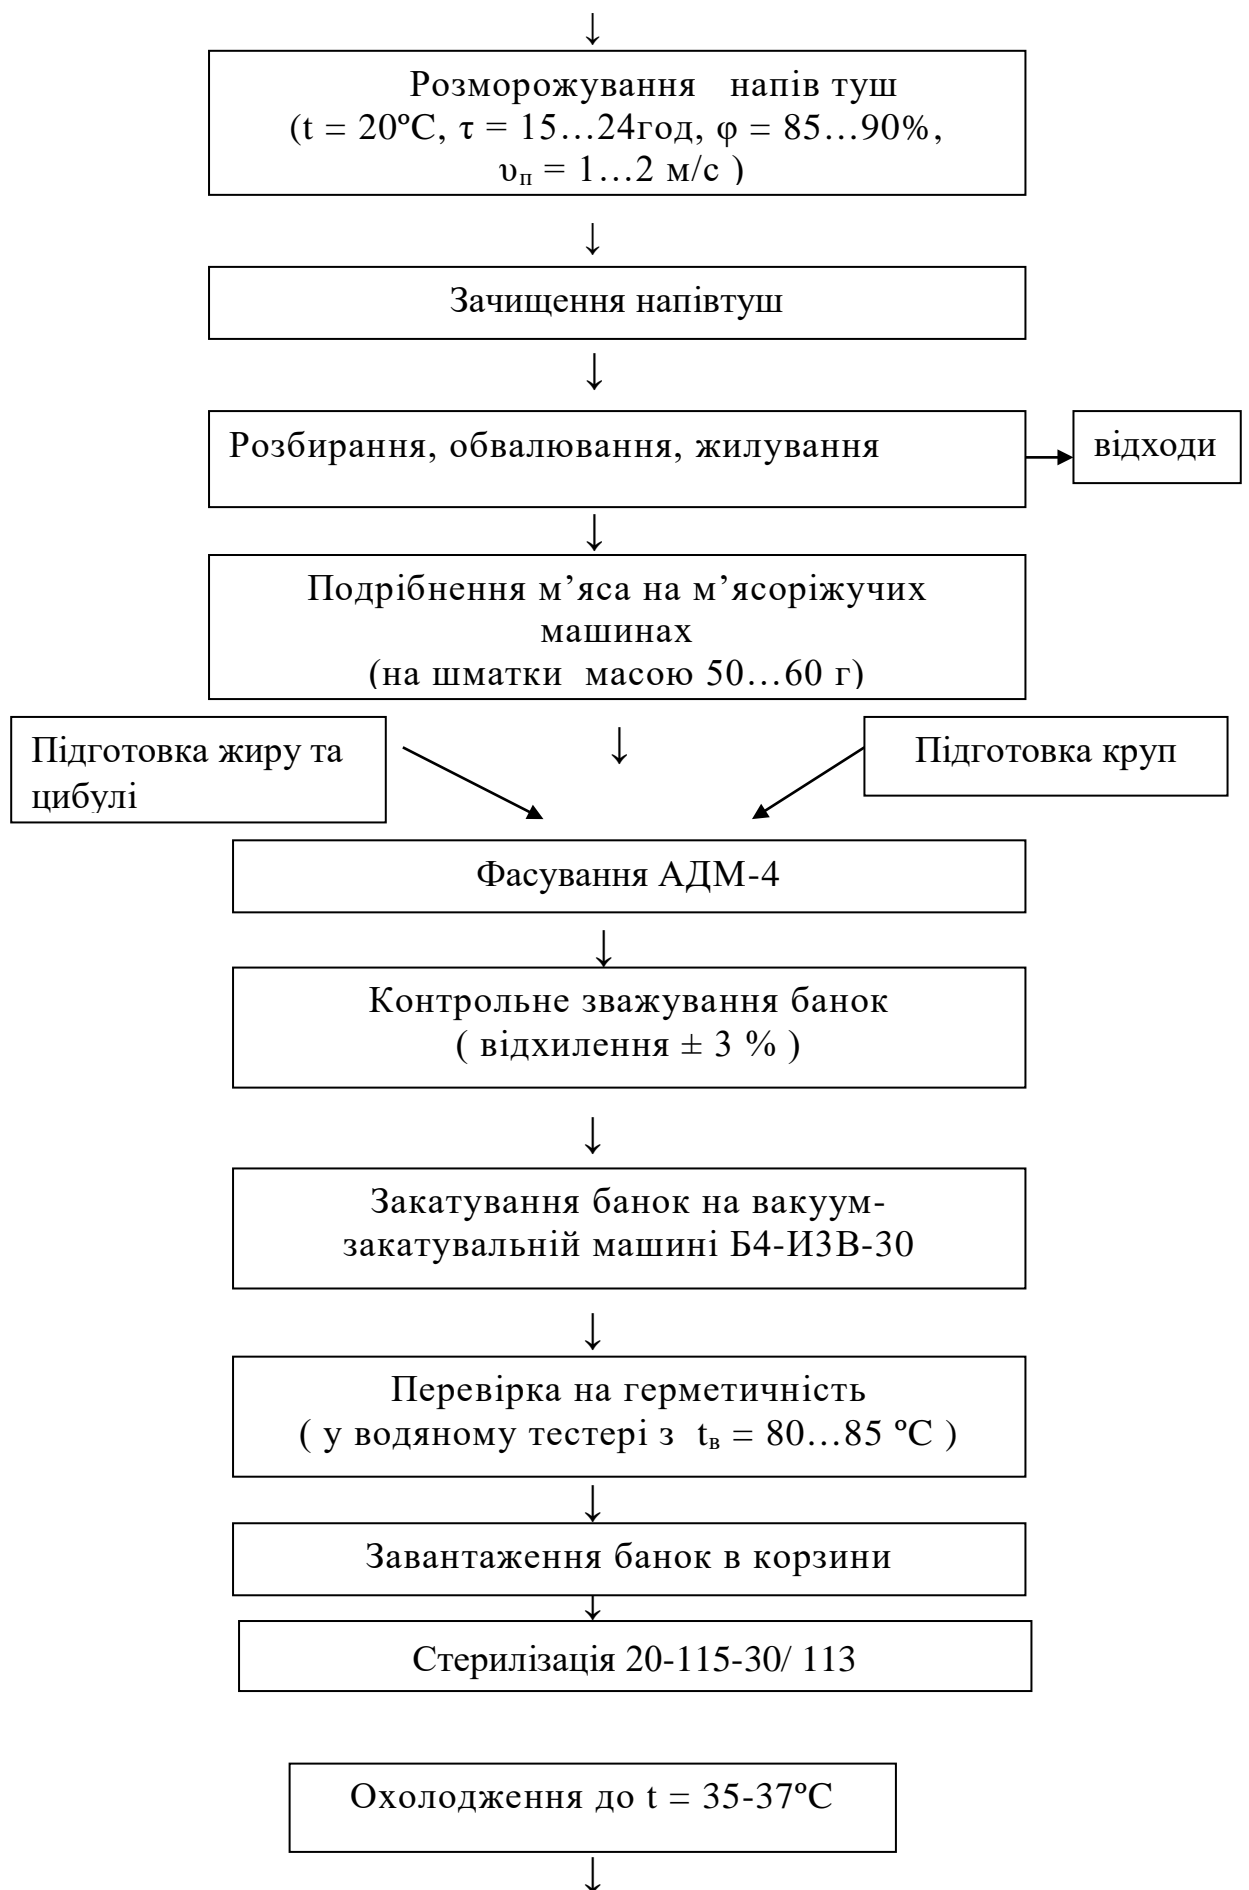 Розморожування напів туш
(t = 20ºС, τ = 15…24год, φ = 85…90%,
υп = 1…2 м/с )
Зачищення напівтуш
Розбирання, обвалювання, жилування
відходи
Подрібнення м’яса на м’ясоріжучих
машинах
(на шматки масою 50…60 г)
Підготовка жиру та
цибулі
Підготовка круп
Фасування АДМ-4
Контрольне зважування банок
( відхилення ± 3 % )
Закатування банок на вакуум-
закатувальній машині Б4-ИЗВ-30
Перевірка на герметичність
( у водяному тестері з tв = 80…85 ºС )
Завантаження банок в корзини
Стерилізація 20-115-30/ 113
Охолодження до t = 35-37ºС